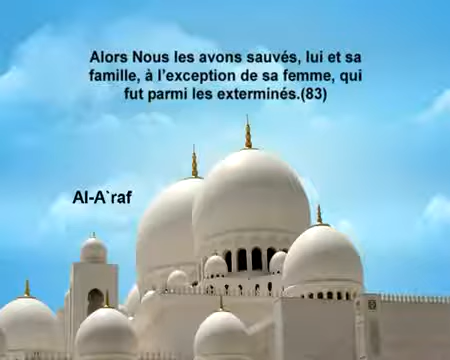 Alors Nous les avons sauvés, lui et sa
famille, à l’exception de sa femme, qui
fut parmi les exterminés.(83)
Al-A`raf